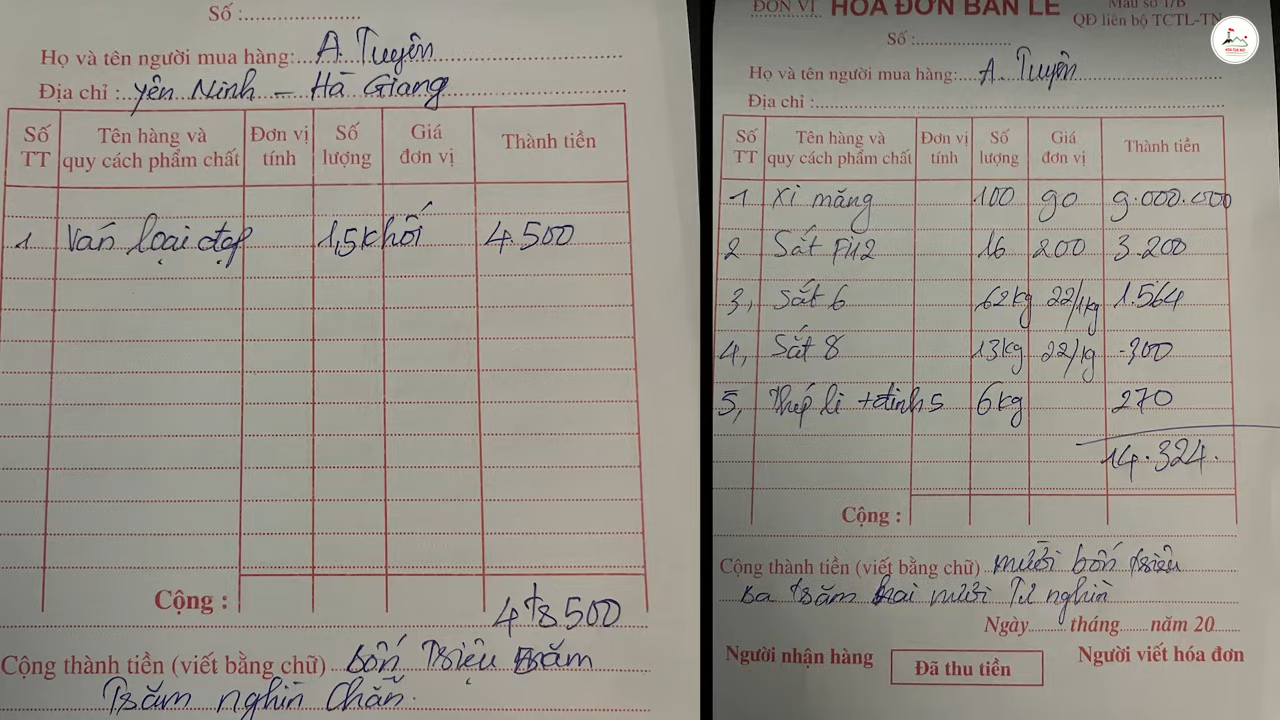 Số :
Họ và tên người mua hàng: A. Tuyên
Địa chỉ : Yên Ninh – Hà Giang
Số TT Tên hàng và quy cách phẩm chất Đơn vị tính Số lượng Giá đơn vị Thành tiền
1 Ván loại đẹp 1,5 khối 4.500
Cộng :
4tr 500
Cộng thành tiền (viết bằng chữ) Bốn triệu năm
trăm nghìn chẵn.
ĐƠN VỊ HÓA ĐƠN BÁN LẺ Mẫu số 1/B
QĐ liên bộ TCTL-TN
Số :
Họ và tên người mua hàng: A. Tuyên
Địa chỉ :
Số TT Tên hàng và quy cách phẩm chất Đơn vị tính Số lượng Giá đơn vị Thành tiền
1 Xi măng 100 90 9.000.000
2 Sắt Fi12 16 200 3.200
3, Sắt 6 62kg 22/1kg 1.564
4, Sắt 8 13kg 22/1g 300
5, Thép li + đinh 5 6kg 270
14.324.
Cộng :
Cộng thành tiền (viết bằng chữ) mười bốn triệu
Ba trăm hai mười Tư nghìn
Ngày tháng năm 20
Người nhận hàng Đã thu tiền Người viết hóa đơn